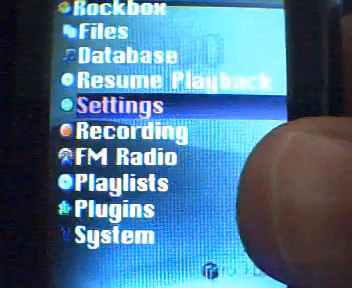 Rockbox
Files
Database
Resume Playback
Settings
Recording
FM Radio
Playlists
Plugins
System